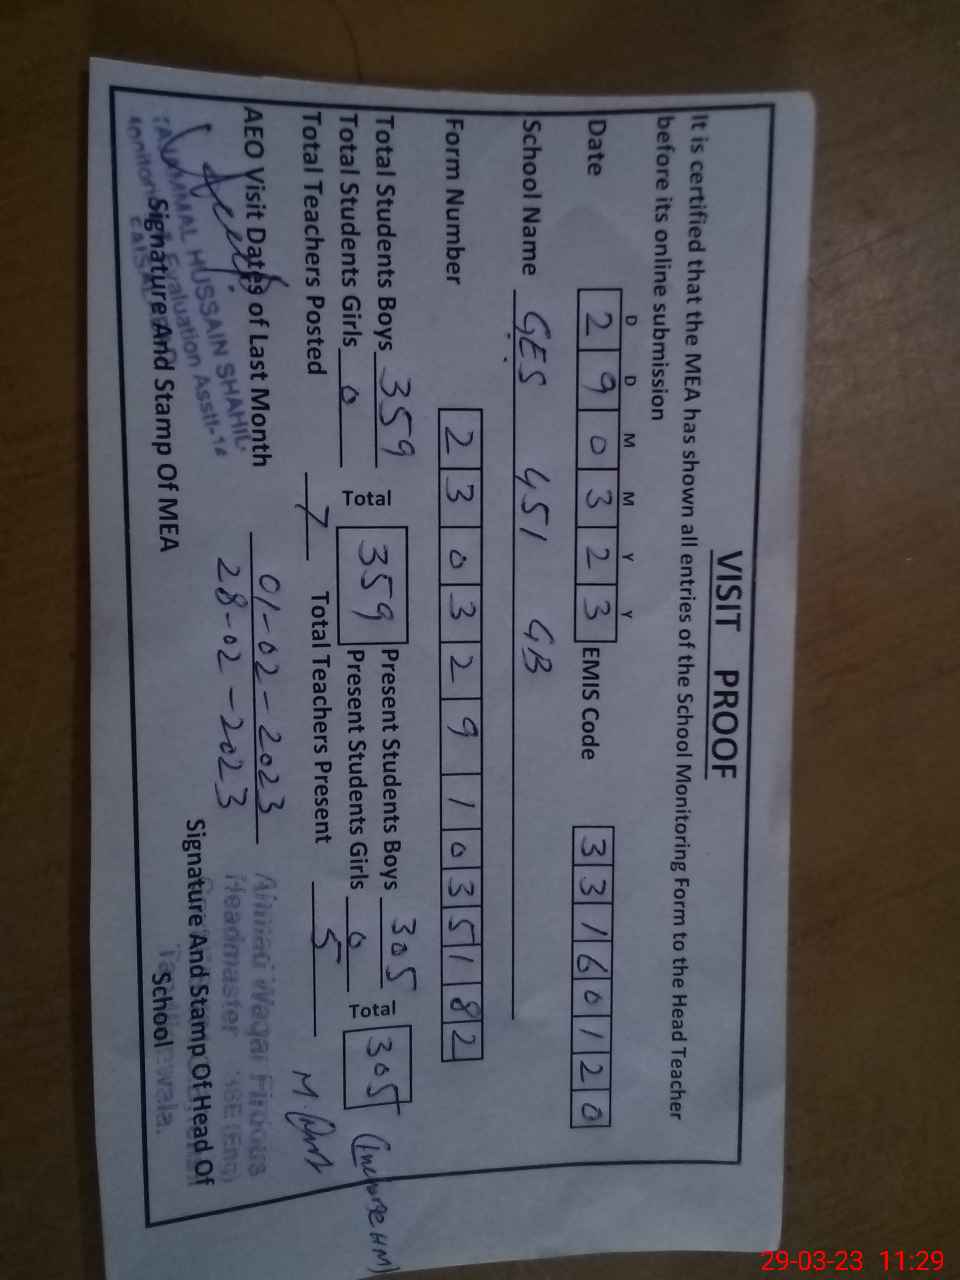 VISIT PROOF
It is certified that the MEA has shown all entries of the School Monitoring Form to the Head Teacher
before its online submission
D D M M Y Y
Date 2 9 0 3 2 3 EMIS Code 3 3 1 6 0 1 2 0
School Name GES 451 GB
Form Number 2 3 0 3 2 9 1 0 3 5 1 8 2
Total Students Boys 359 Total 359 Present Students Boys 305 Total 305
Total Students Girls 0 Present Students Girls 0
Total Teachers Posted 7 Total Teachers Present 5
AEO Visit Dates of Last Month 01-02-2023
28-02-2023
HUSSAIN
Evaluation Asstt-
Signature And Stamp Of MEA
Headmaster
Signature And Stamp Of Head Of
School
29-03-23 11:29